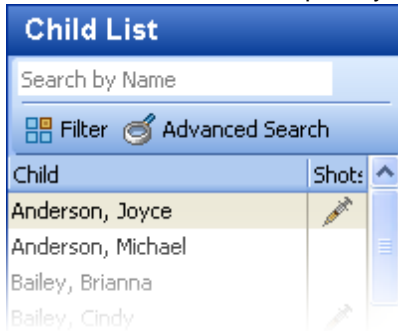 Child List
Search by Name
Filter Advanced Search
Child Shots
Anderson, Joyce
Anderson, Michael
Bailey, Brianna
Bailey, Cindy